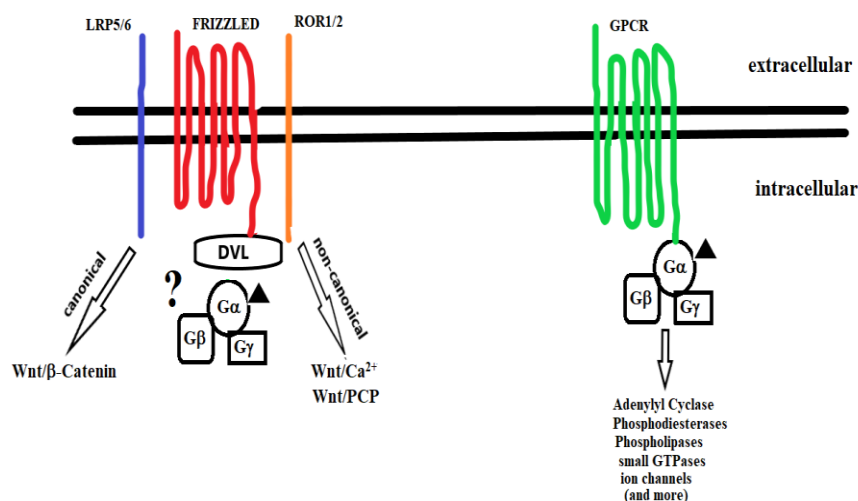 LRP5/6
FRIZZLED
ROR1/2
GPCR
extracellular
intracellular
DVL
canonical
non-canonical
?
Gα
Gβ
Gγ
Wnt/β-Catenin
Wnt/Ca²⁺
Wnt/PCP
Gα
Gβ
Gγ
Adenylyl Cyclase
Phosphodiesterases
Phospholipases
small GTPases
ion channels
(and more)